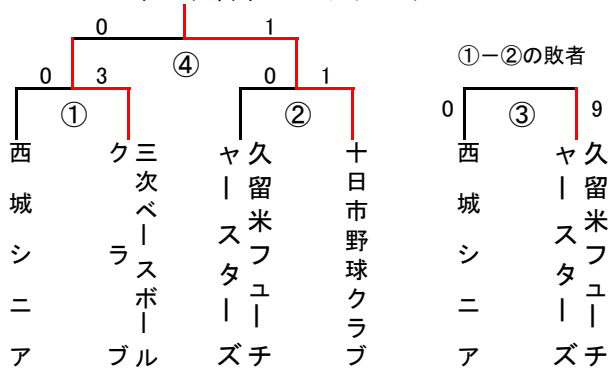 0 1
④
①－②の敗者
0 3
0 1
①
②
0 ③ 9
西城シニア
三次ベースボール
クラブ
久留米フューチ
ャースターズ
十日市野球クラブ
西城シニア
久留米フューチ
ャースターズ